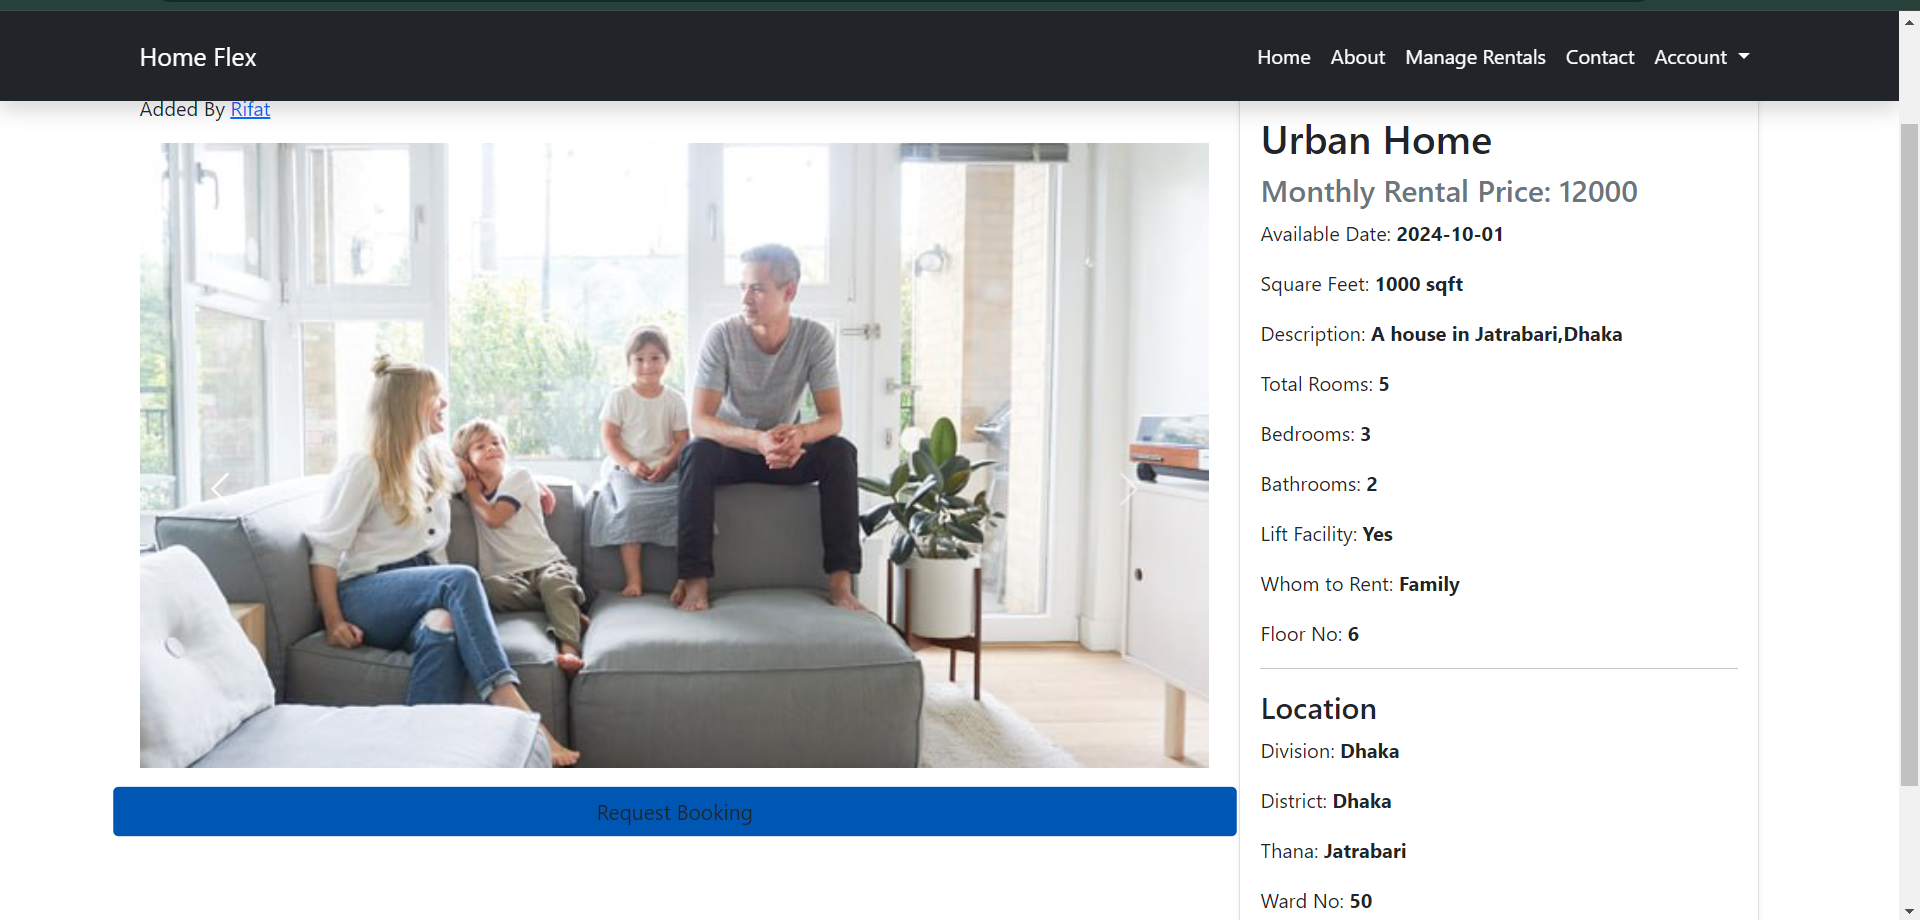 Home Flex
Home About Manage Rentals Contact Account
Added By Rifat
Request Booking
Urban Home
Monthly Rental Price: 12000
Available Date: 2024-10-01
Square Feet: 1000 sqft
Description: A house in Jatrabari,Dhaka
Total Rooms: 5
Bedrooms: 3
Bathrooms: 2
Lift Facility: Yes
Whom to Rent: Family
Floor No: 6
Location
Division: Dhaka
District: Dhaka
Thana: Jatrabari
Ward No: 50